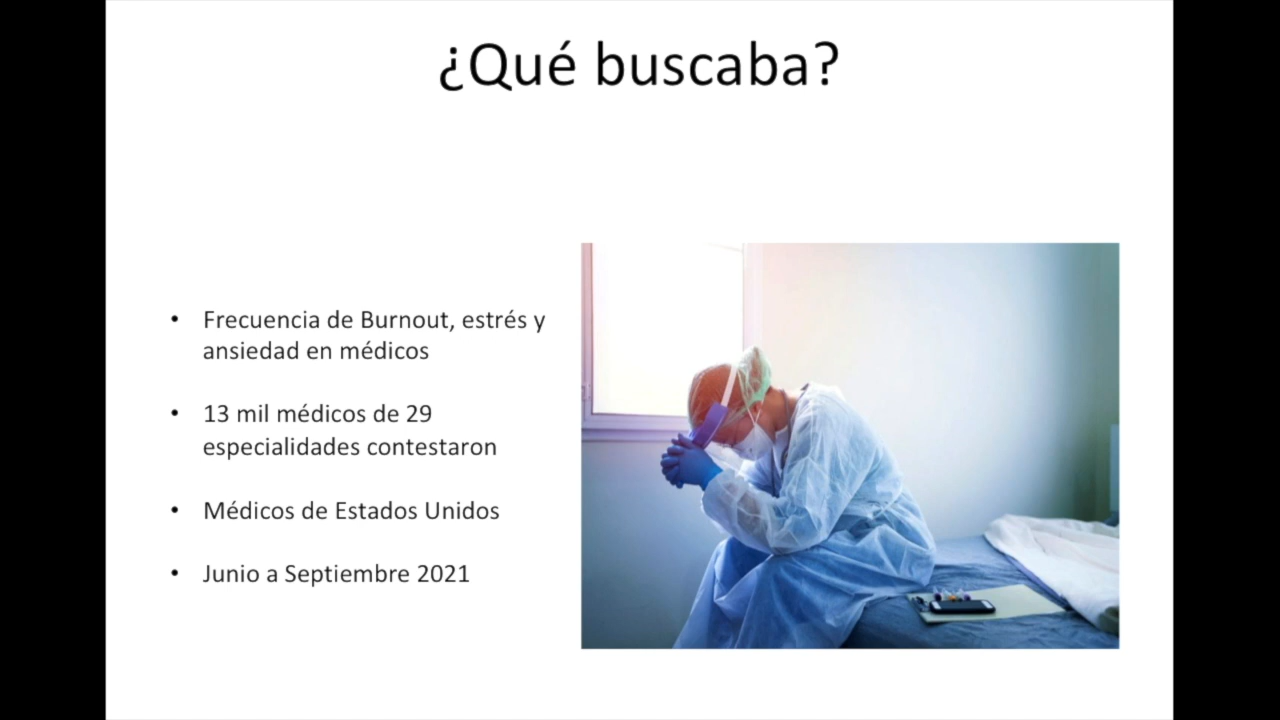 ¿Qué buscaba?
• Frecuencia de Burnout, estrés y
ansiedad en médicos
• 13 mil médicos de 29
especialidades contestaron
• Médicos de Estados Unidos
• Junio a Septiembre 2021